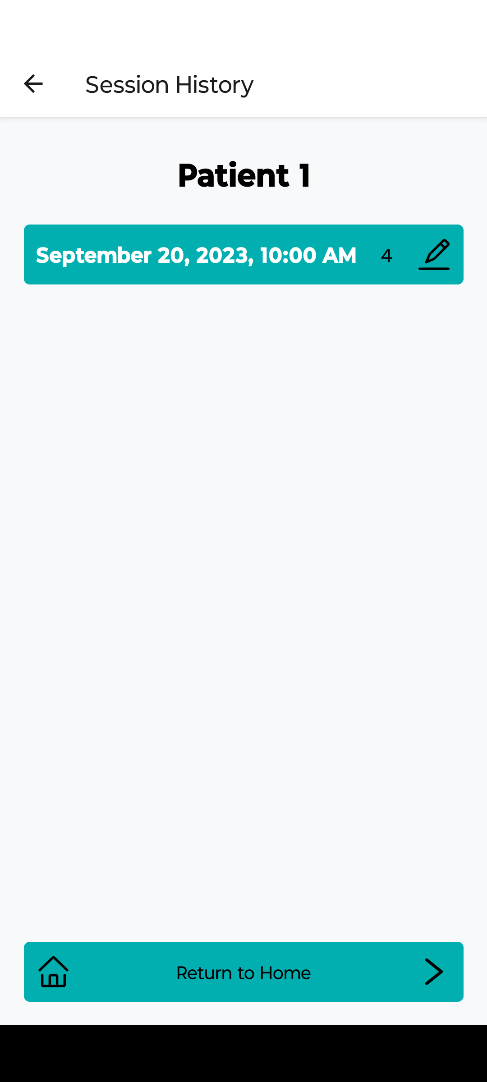 Session History
Patient 1
September 20, 2023, 10:00 AM 4
Return to Home